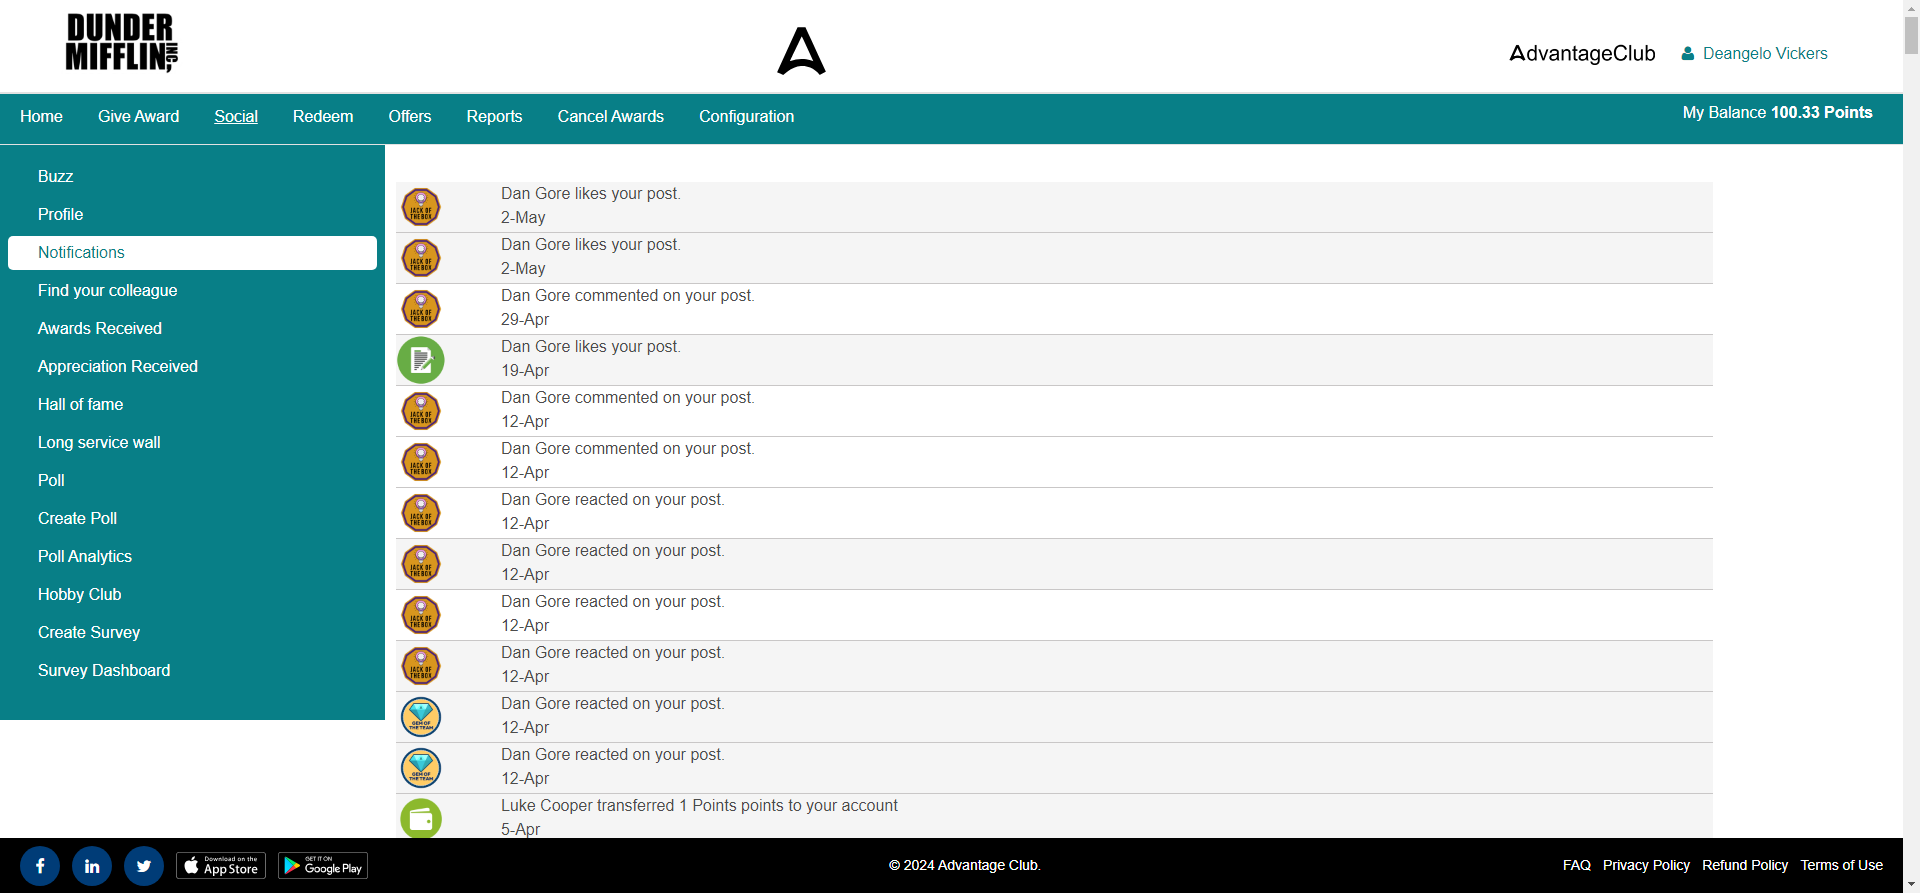 DUNDER
MIFFLIN, INC
AdvantageClub
Deangelo Vickers
Home
Give Award
Social
Redeem
Offers
Reports
Cancel Awards
Configuration
My Balance 100.33 Points
Buzz
Profile
Notifications
Find your colleague
Awards Received
Appreciation Received
Hall of fame
Long service wall
Poll
Create Poll
Poll Analytics
Hobby Club
Create Survey
Survey Dashboard
JACK OF
THE BOX
Dan Gore likes your post.
2-May
JACK OF
THE BOX
Dan Gore likes your post.
2-May
JACK OF
THE BOX
Dan Gore commented on your post.
29-Apr
Dan Gore likes your post.
19-Apr
JACK OF
THE BOX
Dan Gore commented on your post.
12-Apr
JACK OF
THE BOX
Dan Gore commented on your post.
12-Apr
JACK OF
THE BOX
Dan Gore reacted on your post.
12-Apr
JACK OF
THE BOX
Dan Gore reacted on your post.
12-Apr
JACK OF
THE BOX
Dan Gore reacted on your post.
12-Apr
JACK OF
THE BOX
Dan Gore reacted on your post.
12-Apr
GEM OF
THE TEAM
Dan Gore reacted on your post.
12-Apr
GEM OF
THE TEAM
Dan Gore reacted on your post.
12-Apr
Luke Cooper transferred 1 Points points to your account
5-Apr
Download on the
App Store
GET IT ON
Google Play
© 2024 Advantage Club.
FAQ
Privacy Policy
Refund Policy
Terms of Use